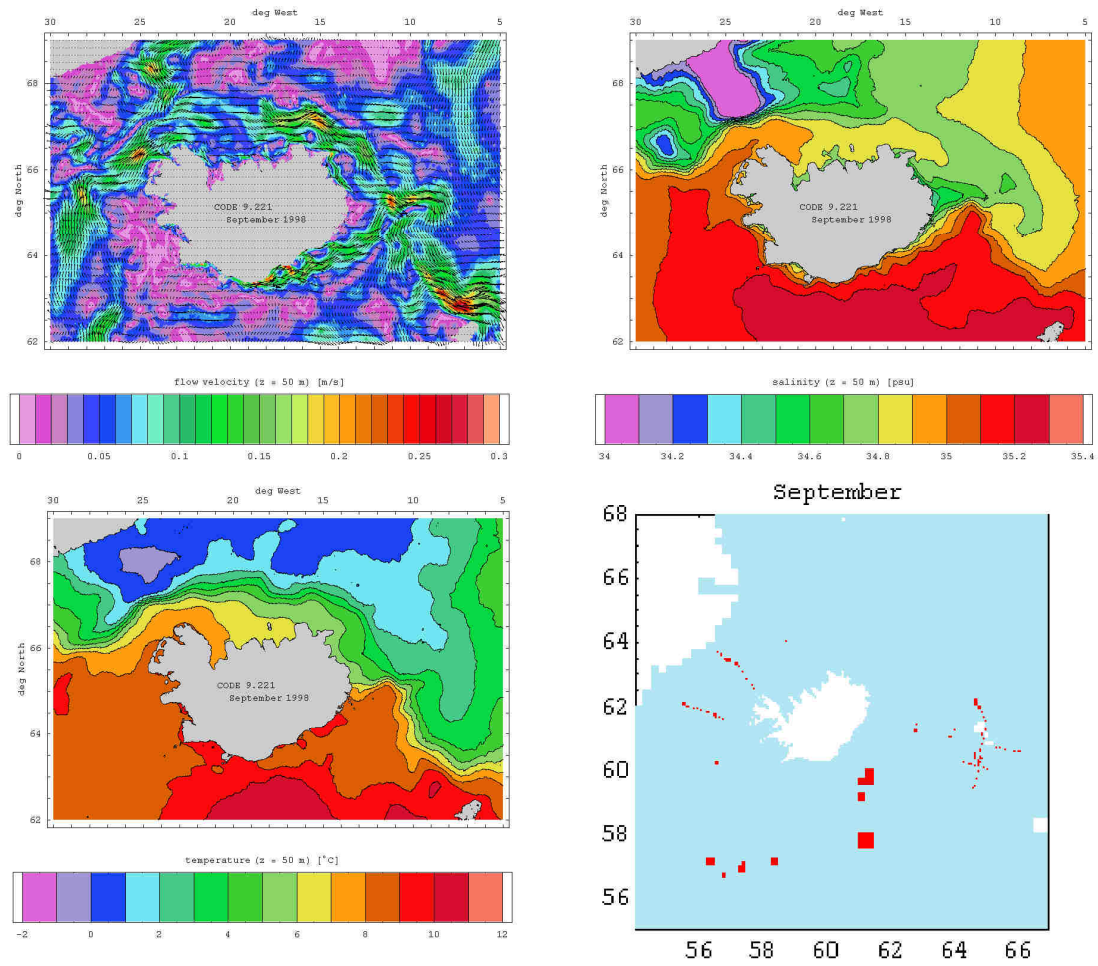 deg West
30 25 20 15 10 5
deg North
68
66
64
62
CODE 9.221
September 1998
flow velocity (z = 50 m) [m/s]
0 0.05 0.1 0.15 0.2 0.25 0.3
deg West
30 25 20 15 10 5
deg North
68
66
64
62
CODE 9.221
September 1998
salinity (z = 50 m) [psu]
34 34.2 34.4 34.6 34.8 35 35.2 35.4
deg West
30 25 20 15 10 5
deg North
68
66
64
62
CODE 9.221
September 1998
temperature (z = 50 m) [°C]
-2 0 2 4 6 8 10 12
September
68
66
64
62
60
58
56
56 58 60 62 64 66